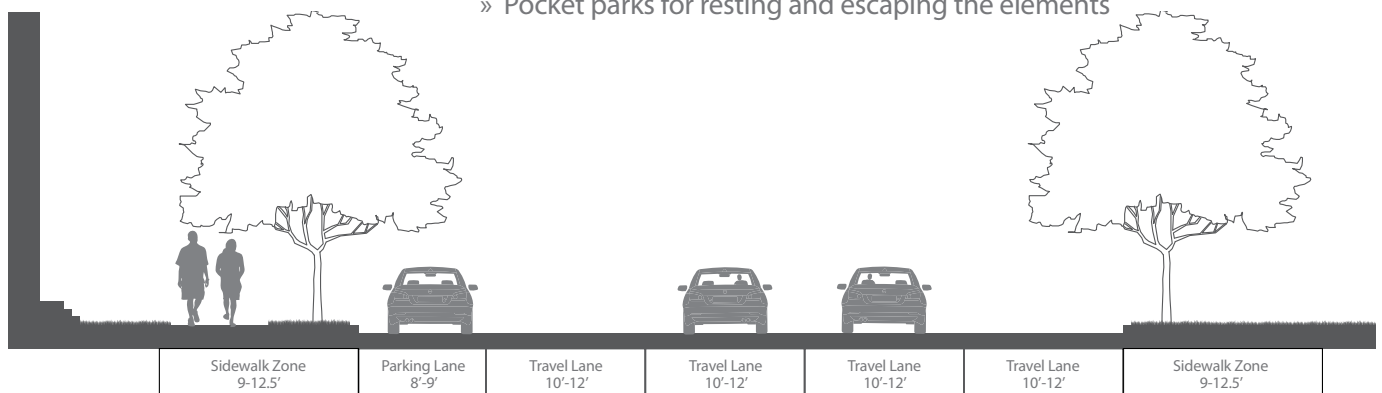 » Pocket parks for resting and escaping the elements
Sidewalk Zone
9-12.5’
Parking Lane
8’-9’
Travel Lane
10’-12’
Travel Lane
10’-12’
Travel Lane
10’-12’
Travel Lane
10’-12’
Sidewalk Zone
9-12.5’